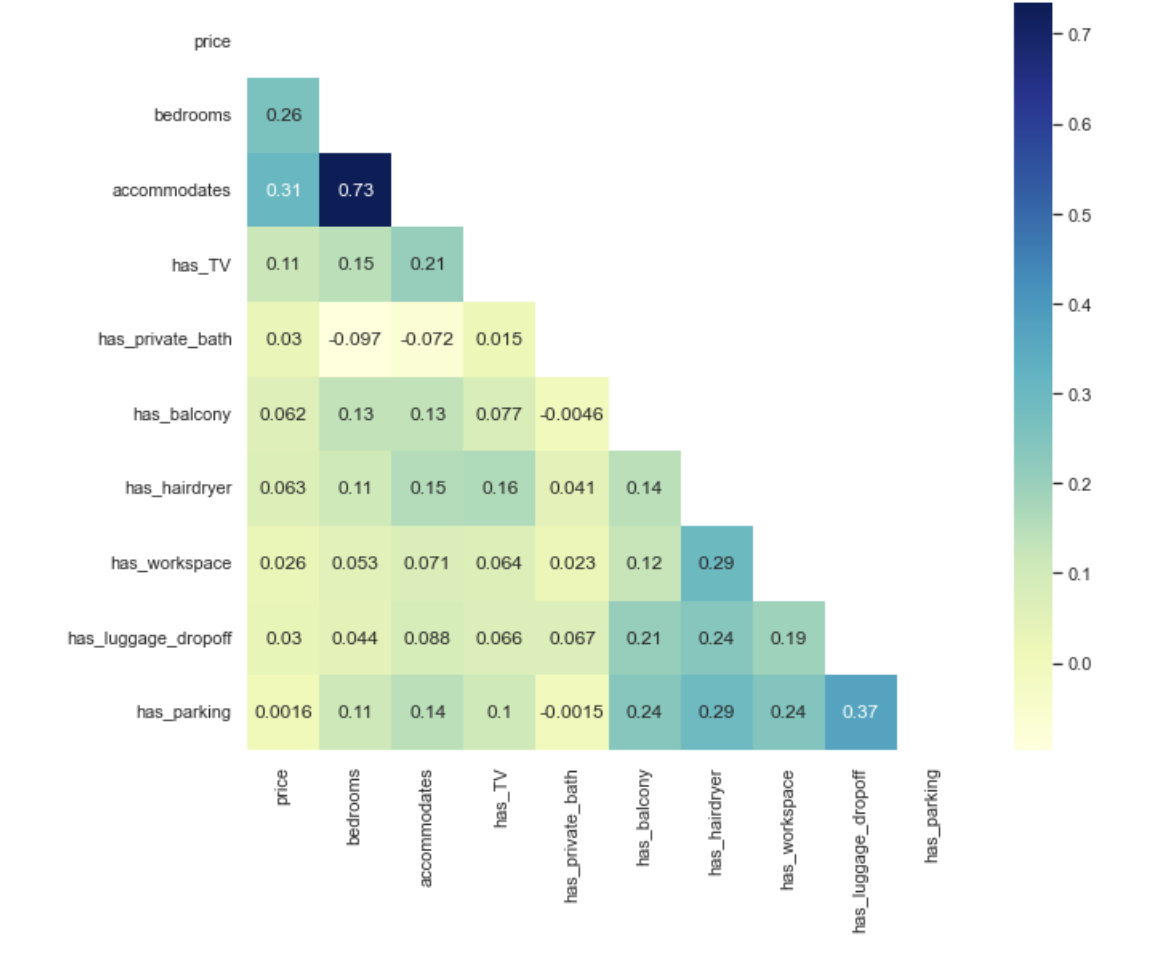 price
bedrooms 0.26
accommodates 0.31 0.73
has_TV 0.11 0.15 0.21
has_private_bath 0.03 -0.097 -0.072 0.015
has_balcony 0.062 0.13 0.13 0.077 -0.0046
has_hairdryer 0.063 0.11 0.15 0.16 0.041 0.14
has_workspace 0.026 0.053 0.071 0.064 0.023 0.12 0.29
has_luggage_dropoff 0.03 0.044 0.088 0.066 0.067 0.21 0.24 0.19
has_parking 0.0016 0.11 0.14 0.1 -0.0015 0.24 0.29 0.24 0.37
price
bedrooms
accommodates
has_TV
has_private_bath
has_balcony
has_hairdryer
has_workspace
has_luggage_dropoff
has_parking
0.7
0.6
0.5
0.4
0.3
0.2
0.1
0.0